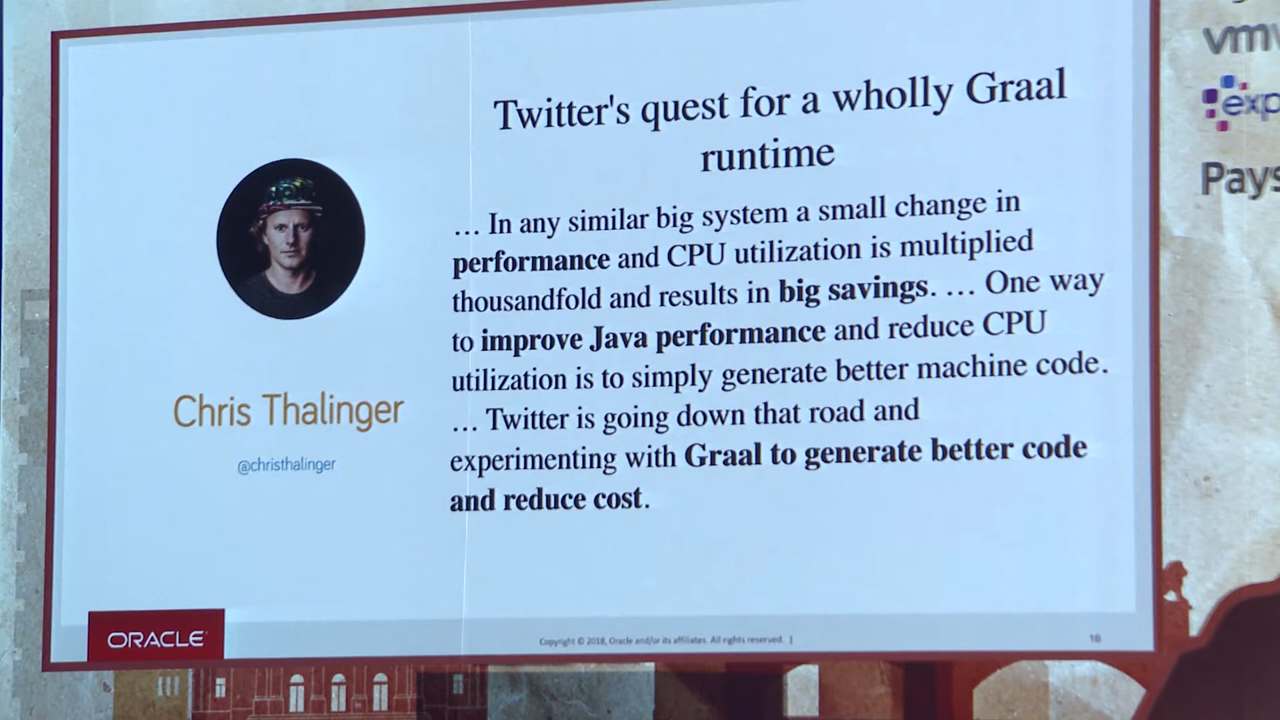 Twitter's quest for a wholly Graal
runtime
… In any similar big system a small change in
performance and CPU utilization is multiplied
thousandfold and results in big savings. … One way
to improve Java performance and reduce CPU
utilization is to simply generate better machine code.
… Twitter is going down that road and
experimenting with Graal to generate better code
and reduce cost.
Chris Thalinger
@christhalinger
ORACLE
Copyright © 2018, Oracle and/or its affiliates. All rights reserved. |
vm
exp
Pays